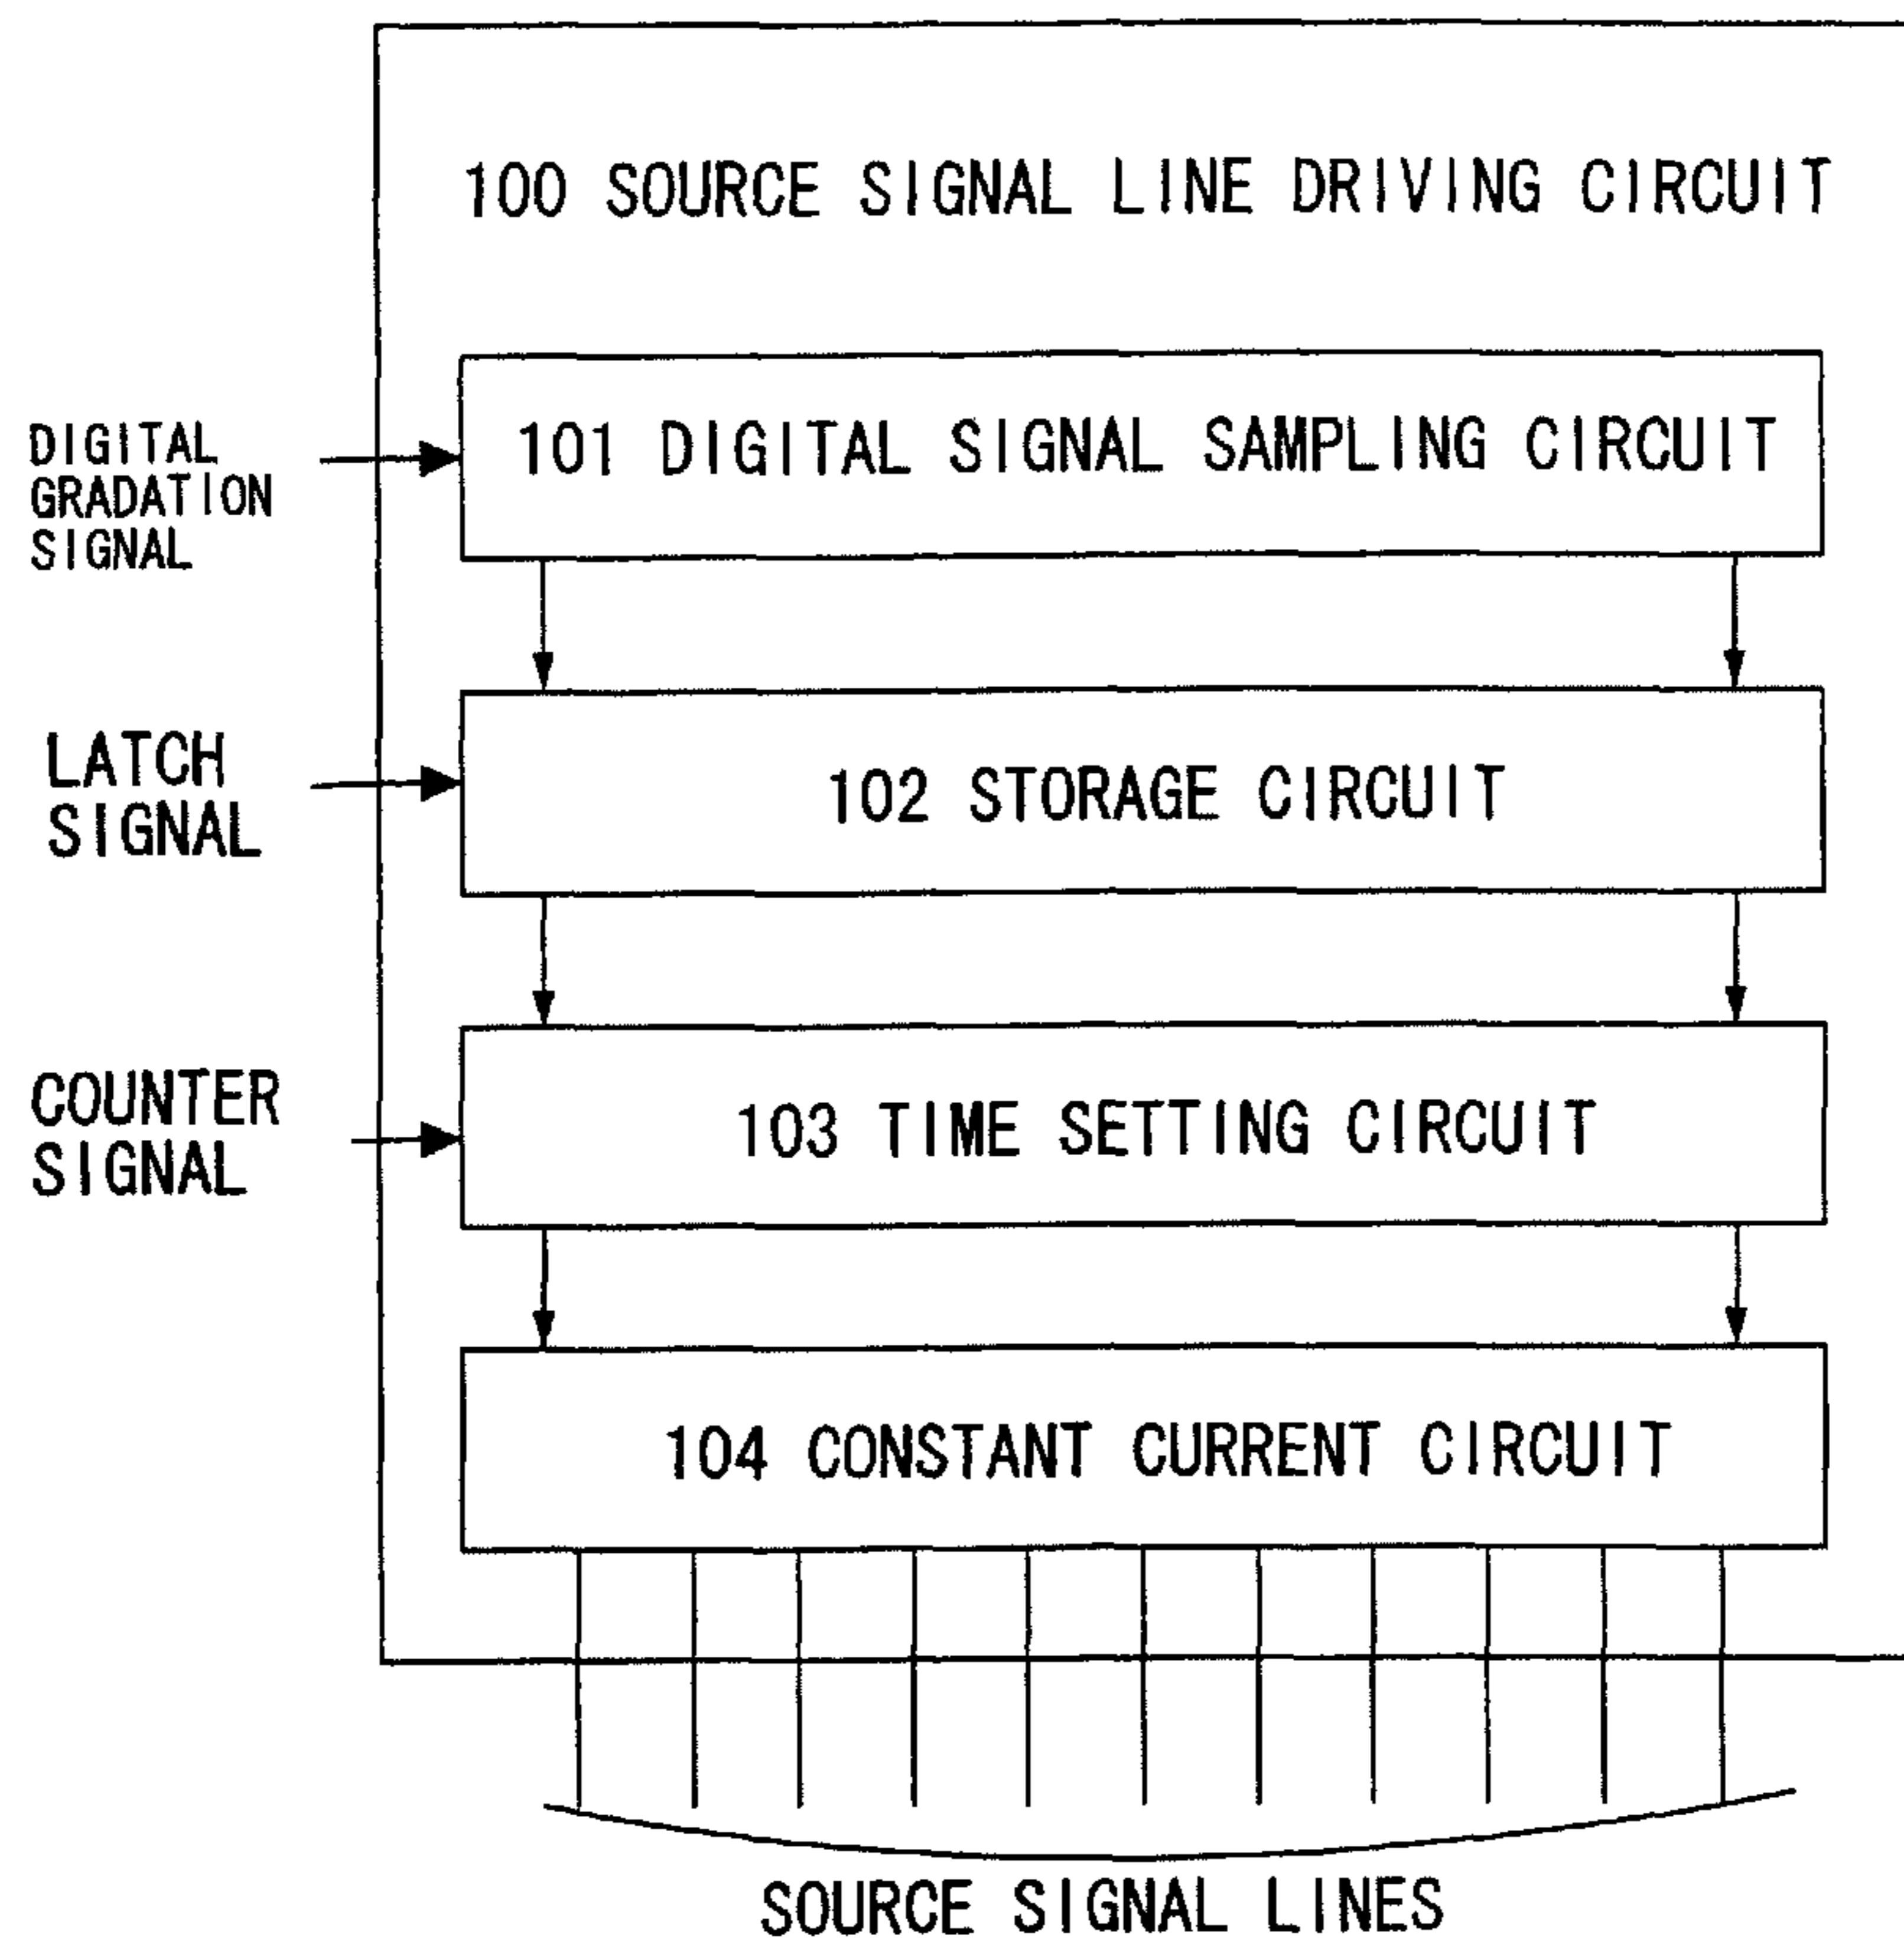 100 SOURCE SIGNAL LINE DRIVING CIRCUIT
DIGITAL
GRADATION
SIGNAL
101 DIGITAL SIGNAL SAMPLING CIRCUIT
LATCH
SIGNAL
102 STORAGE CIRCUIT
COUNTER
SIGNAL
103 TIME SETTING CIRCUIT
104 CONSTANT CURRENT CIRCUIT
SOURCE SIGNAL LINES